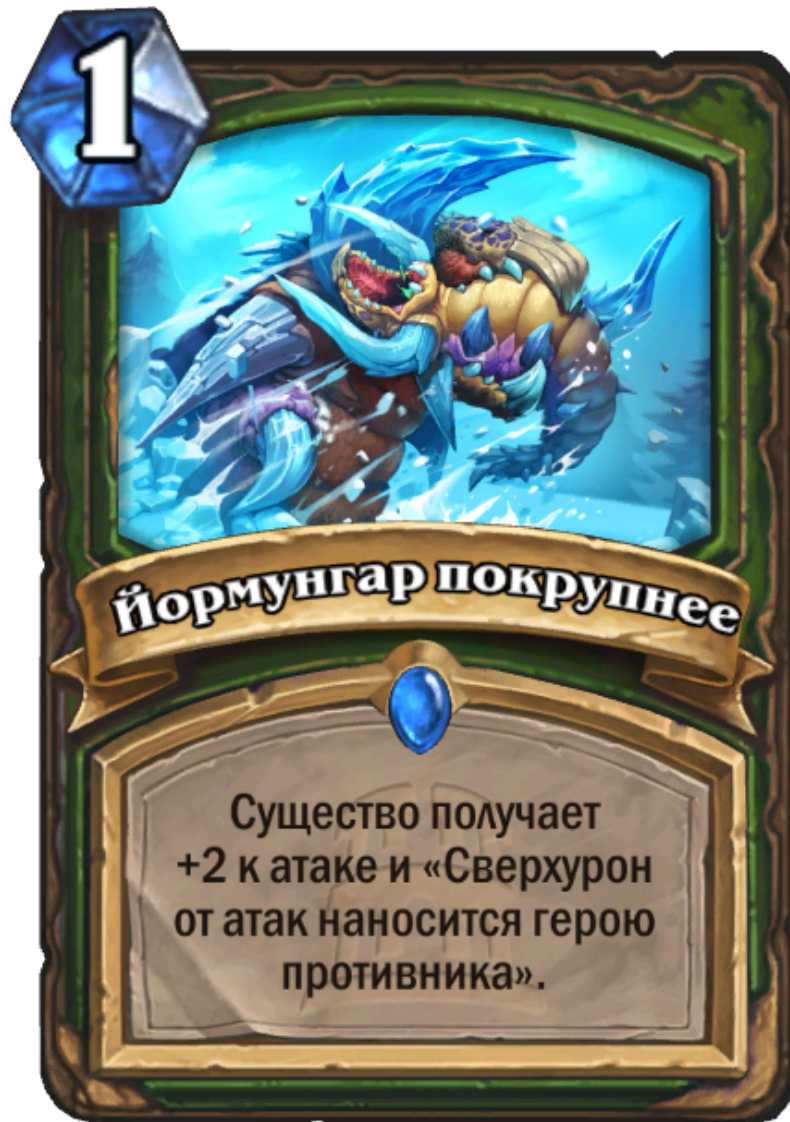 1
Йормунгар покрупнее
Существо получает
+2 к атаке и «Сверхурон
от атак наносится герою
противника».